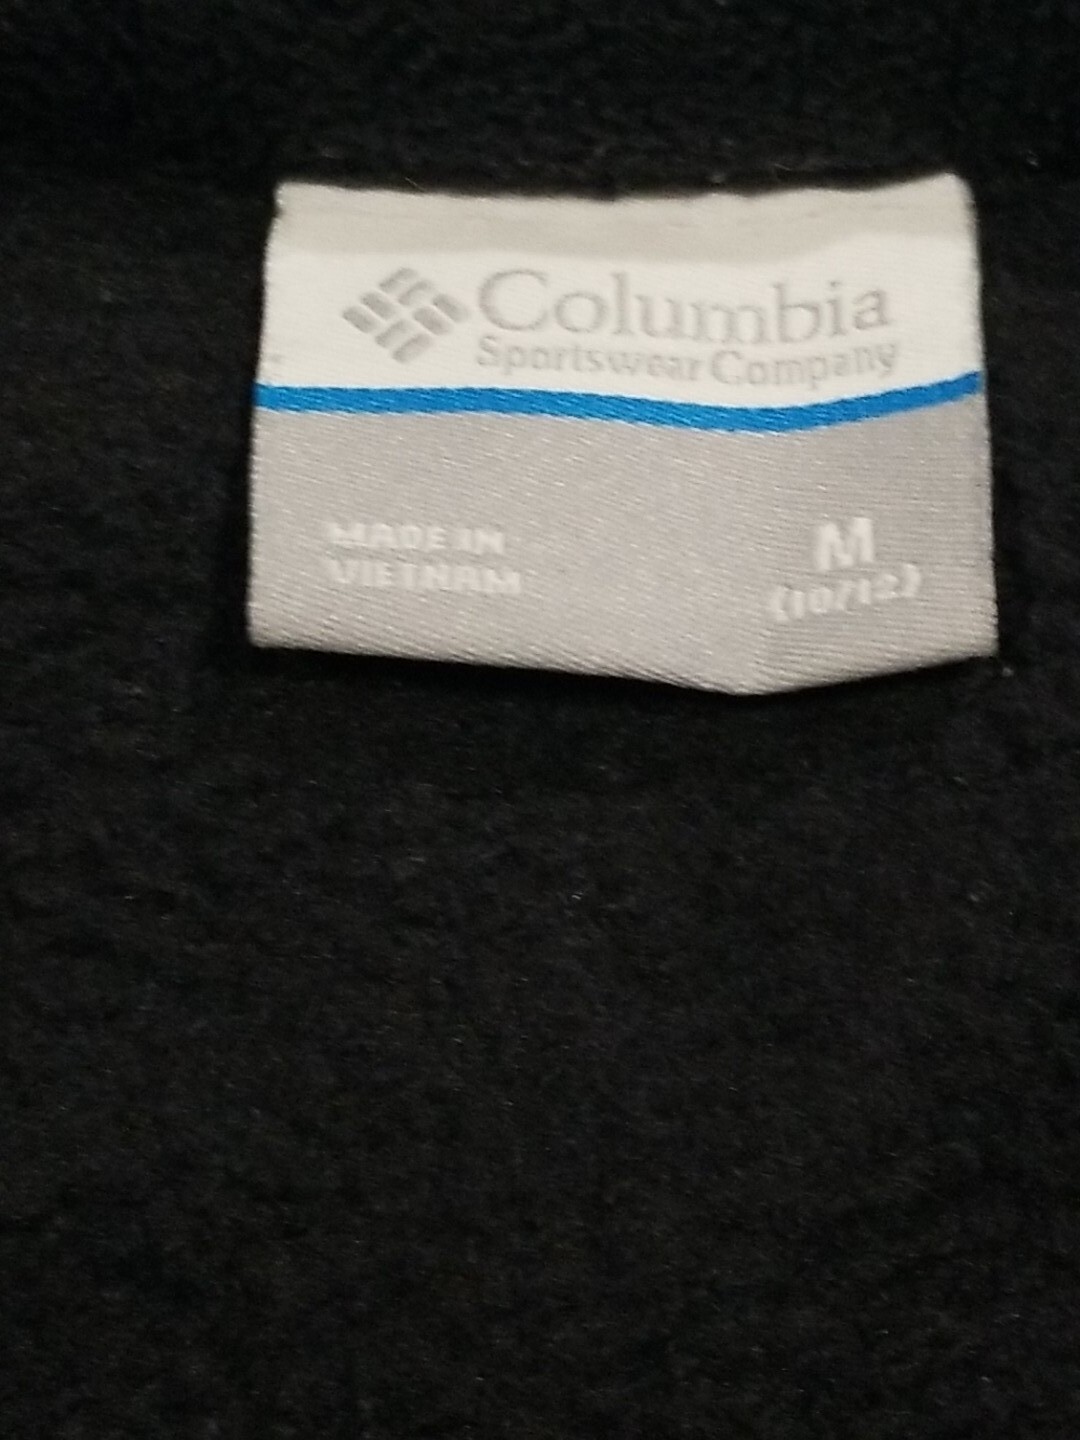 Columbia
Sportswear Company
MADE IN
VIETNAM
M
(10/12)